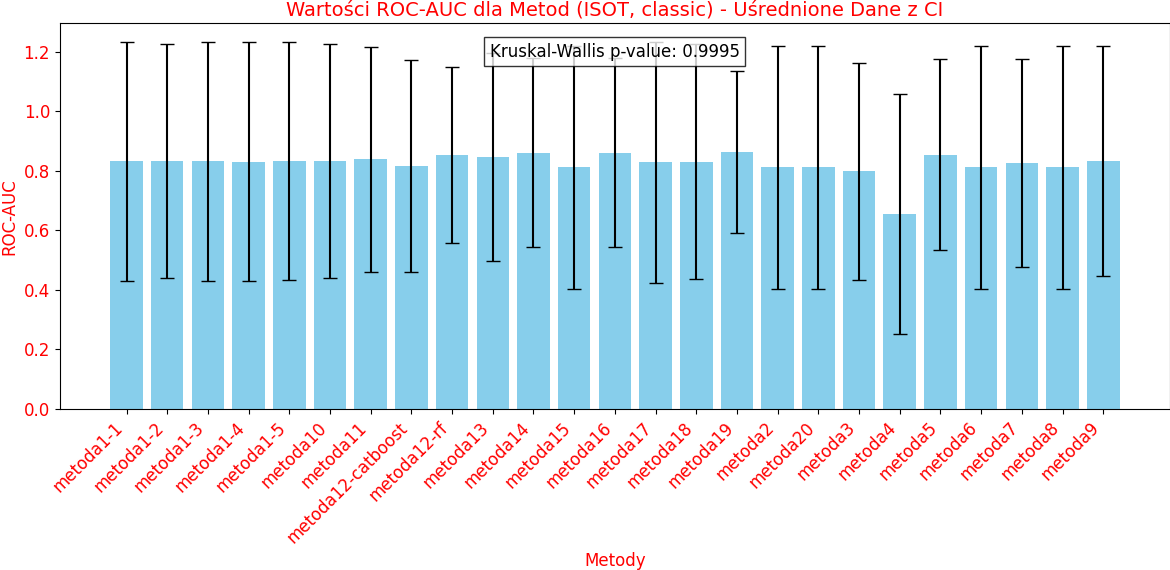 Wartości ROC-AUC dla Metod (ISOT, classic) - Uśrednione Dane z CI
Kruskal-Wallis p-value: 0.9995
ROC-AUC
1.2
1.0
0.8
0.6
0.4
0.2
0.0
metoda1-1
metoda1-2
metoda1-3
metoda1-4
metoda1-5
metoda10
metoda11
metoda12-catboost
metoda12-rf
metoda13
metoda14
metoda15
metoda16
metoda17
metoda18
metoda19
metoda2
metoda20
metoda3
metoda4
metoda5
metoda6
metoda7
metoda8
metoda9
Metody